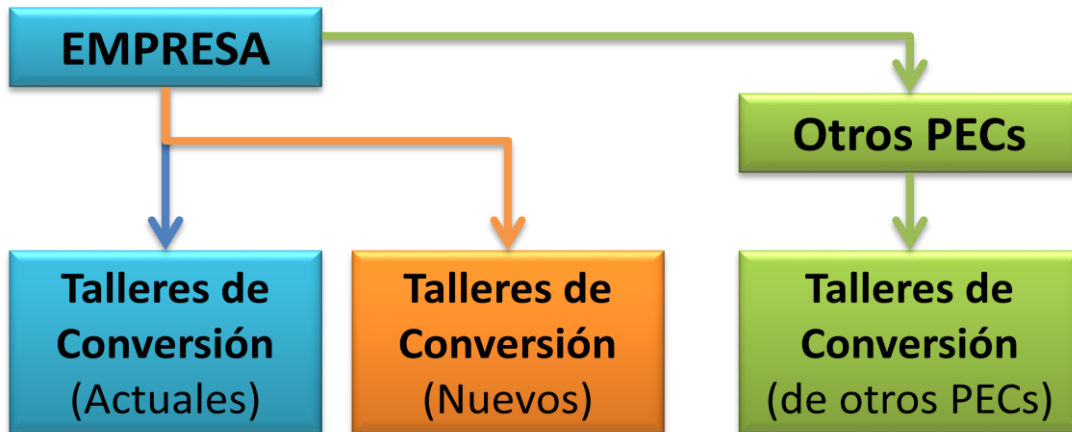 EMPRESA
Otros PECs
Talleres de
Conversión
(Actuales)
Talleres de
Conversión
(Nuevos)
Talleres de
Conversión
(de otros PECs)